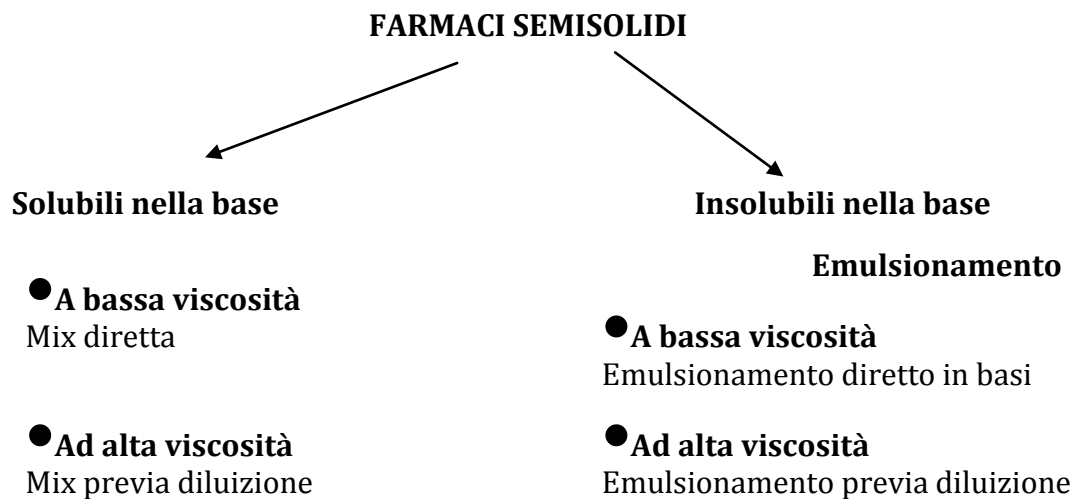 FARMACI SEMISOLIDI
Solubili nella base
●A bassa viscosità
Mix diretta
●Ad alta viscosità
Mix previa diluizione
Insolubili nella base
Emulsionamento
●A bassa viscosità
Emulsionamento diretto in basi
●Ad alta viscosità
Emulsionamento previa diluizione